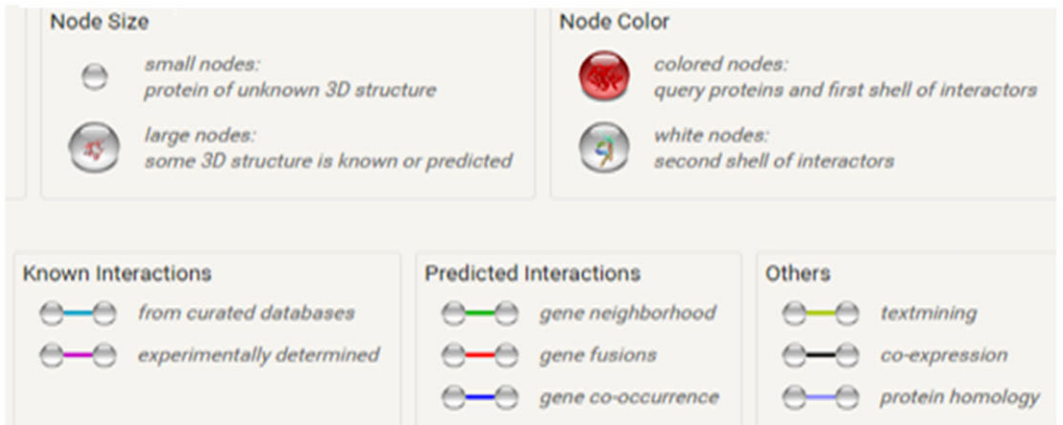 Node Size
small nodes:
protein of unknown 3D structure
large nodes:
some 3D structure is known or predicted
Node Color
colored nodes:
query proteins and first shell of interactors
white nodes:
second shell of interactors
Known Interactions
from curated databases
experimentally determined
Predicted Interactions
gene neighborhood
gene fusions
gene co-occurrence
Others
textmining
co-expression
protein homology